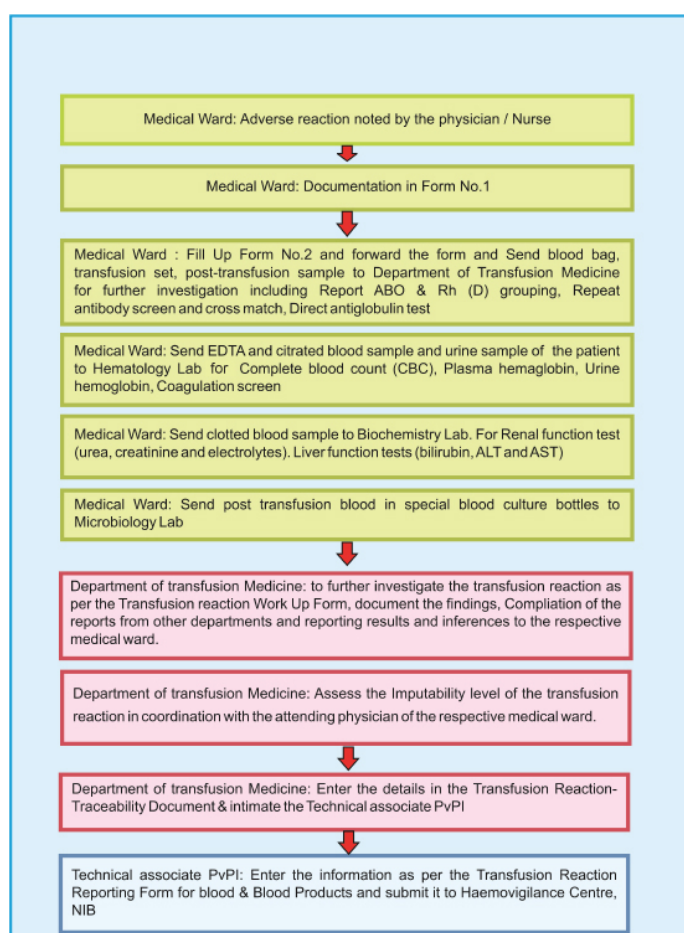 Medical Ward: Adverse reaction noted by the physician / Nurse
Medical Ward: Documentation in Form No.1
Medical Ward : Fill Up Form No.2 and forward the form and Send blood bag,
transfusion set, post-transfusion sample to Department of Transfusion Medicine
for further investigation including Report ABO & Rh (D) grouping, Repeat
antibody screen and cross match, Direct antiglobulin test
Medical Ward: Send EDTA and citrated blood sample and urine sample of the patient
to Hematology Lab for Complete blood count (CBC), Plasma hemaglobin, Urine
hemoglobin, Coagulation screen
Medical Ward: Send clotted blood sample to Biochemistry Lab. For Renal function test
(urea, creatinine and electrolytes). Liver function tests (bilirubin, ALT and AST)
Medical Ward: Send post transfusion blood in special blood culture bottles to
Microbiology Lab
Department of transfusion Medicine: to further investigate the transfusion reaction as
per the Transfusion reaction Work Up Form, document the findings, Compliation of the
reports from other departments and reporting results and inferences to the respective
medical ward.
Department of transfusion Medicine: Assess the Imputability level of the transfusion
reaction in coordination with the attending physician of the respective medical ward.
Department of transfusion Medicine: Enter the details in the Transfusion Reaction-
Traceability Document & intimate the Technical associate PvPI
Technical associate PvPI: Enter the information as per the Transfusion Reaction
Reporting Form for blood & Blood Products and submit it to Haemovigilance Centre,
NIB